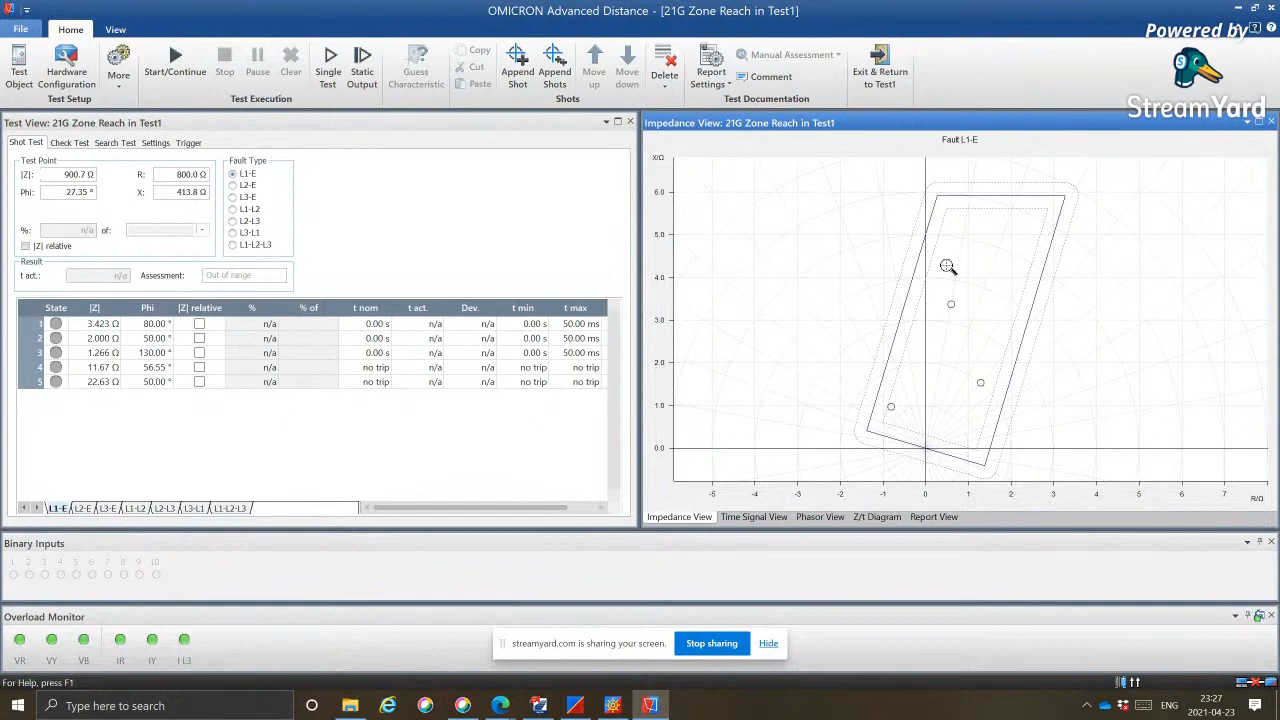 OMICRON Advanced Distance - [21G Zone Reach in Test1]
File Home View
Powered by
StreamYard
Test Object
Hardware Configuration
More
Test Setup
Start/Continue
Stop
Pause
Clear
Single Test
Static Output
Test Execution
Guess Characteristic
Copy
Cut
Paste
Append Shot
Append Shots
Move up
Move down
Delete
Shots
Report Settings
Manual Assessment
Comment
Test Documentation
Exit & Return to Test1
Test View: 21G Zone Reach in Test1
Shot Test Check Test Search Test Settings Trigger
Test Point
|Z|: 900.7 Ω R: 800.0 Ω
Phi: 27.35 ° X: 413.8 Ω
%: n/a of: -
|Z| relative
Fault Type
L1-E
L2-E
L3-E
L1-L2
L2-L3
L3-L1
L1-L2-L3
Result
t act.: n/a Assessment: Out of range
State |Z| Phi |Z| relative % % of t nom t act. Dev. t min t max
1 3.423 Ω 80.00 ° n/a 0.00 s n/a n/a 0.00 s 50.00 ms
2 2.000 Ω 50.00 ° n/a 0.00 s n/a n/a 0.00 s 50.00 ms
3 1.266 Ω 130.00 ° n/a 0.00 s n/a n/a 0.00 s 50.00 ms
4 11.67 Ω 56.55 ° n/a no trip n/a n/a no trip no trip
5 22.63 Ω 50.00 ° n/a no trip n/a n/a no trip no trip
L1-E L2-E L3-E L1-L2 L2-L3 L3-L1 L1-L2-L3
Impedance View: 21G Zone Reach in Test1
Fault L1-E
X/Ω
6.0
5.0
4.0
3.0
2.0
1.0
0.0
-5 -4 -3 -2 -1 0 1 2 3 4 5 6 7
R/Ω
Impedance View Time Signal View Phasor View Z/t Diagram Report View
Binary Inputs
1 2 3 4 5 6 7 8 9 10
Overload Monitor
VR VY VB IR IY I L3
streamyard.com is sharing your screen. Stop sharing Hide
For Help, press F1
Type here to search
ENG
23:27
2021-04-23